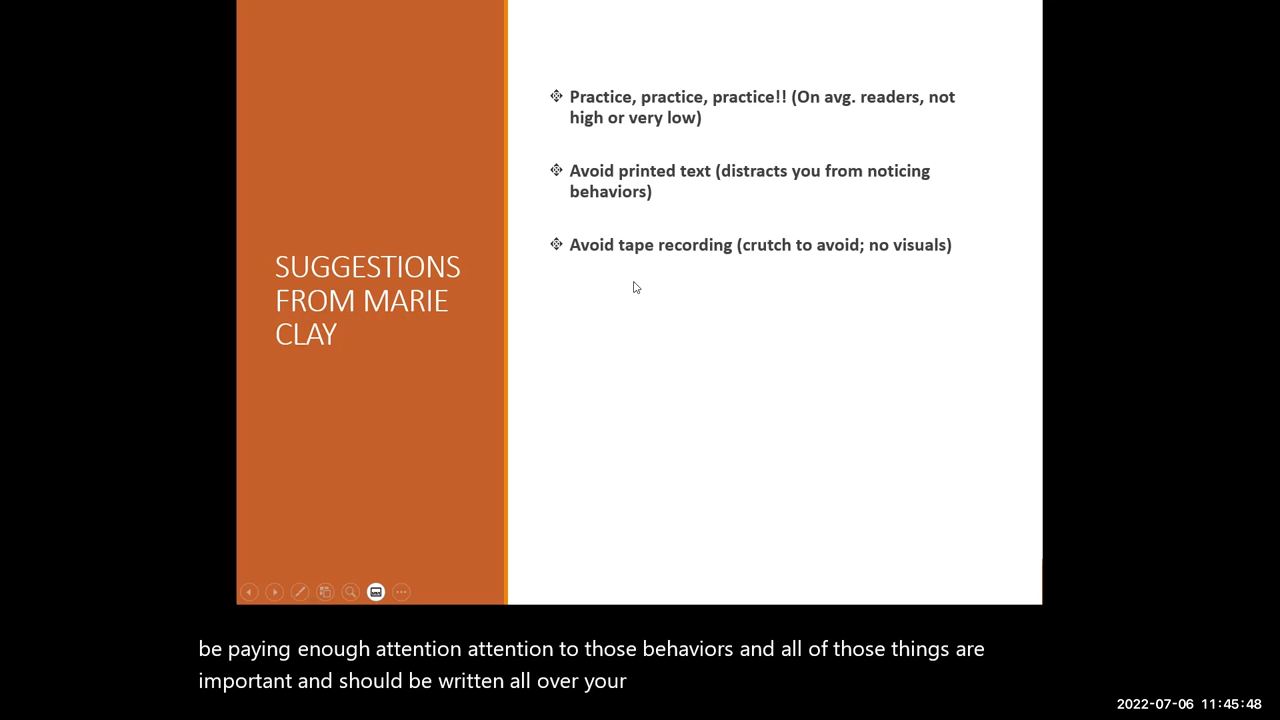 SUGGESTIONS
FROM MARIE
CLAY
Practice, practice, practice!! (On avg. readers, not
high or very low)
Avoid printed text (distracts you from noticing
behaviors)
Avoid tape recording (crutch to avoid; no visuals)
be paying enough attention attention to those behaviors and all of those things are
important and should be written all over your
2022-07-06 11:45:48